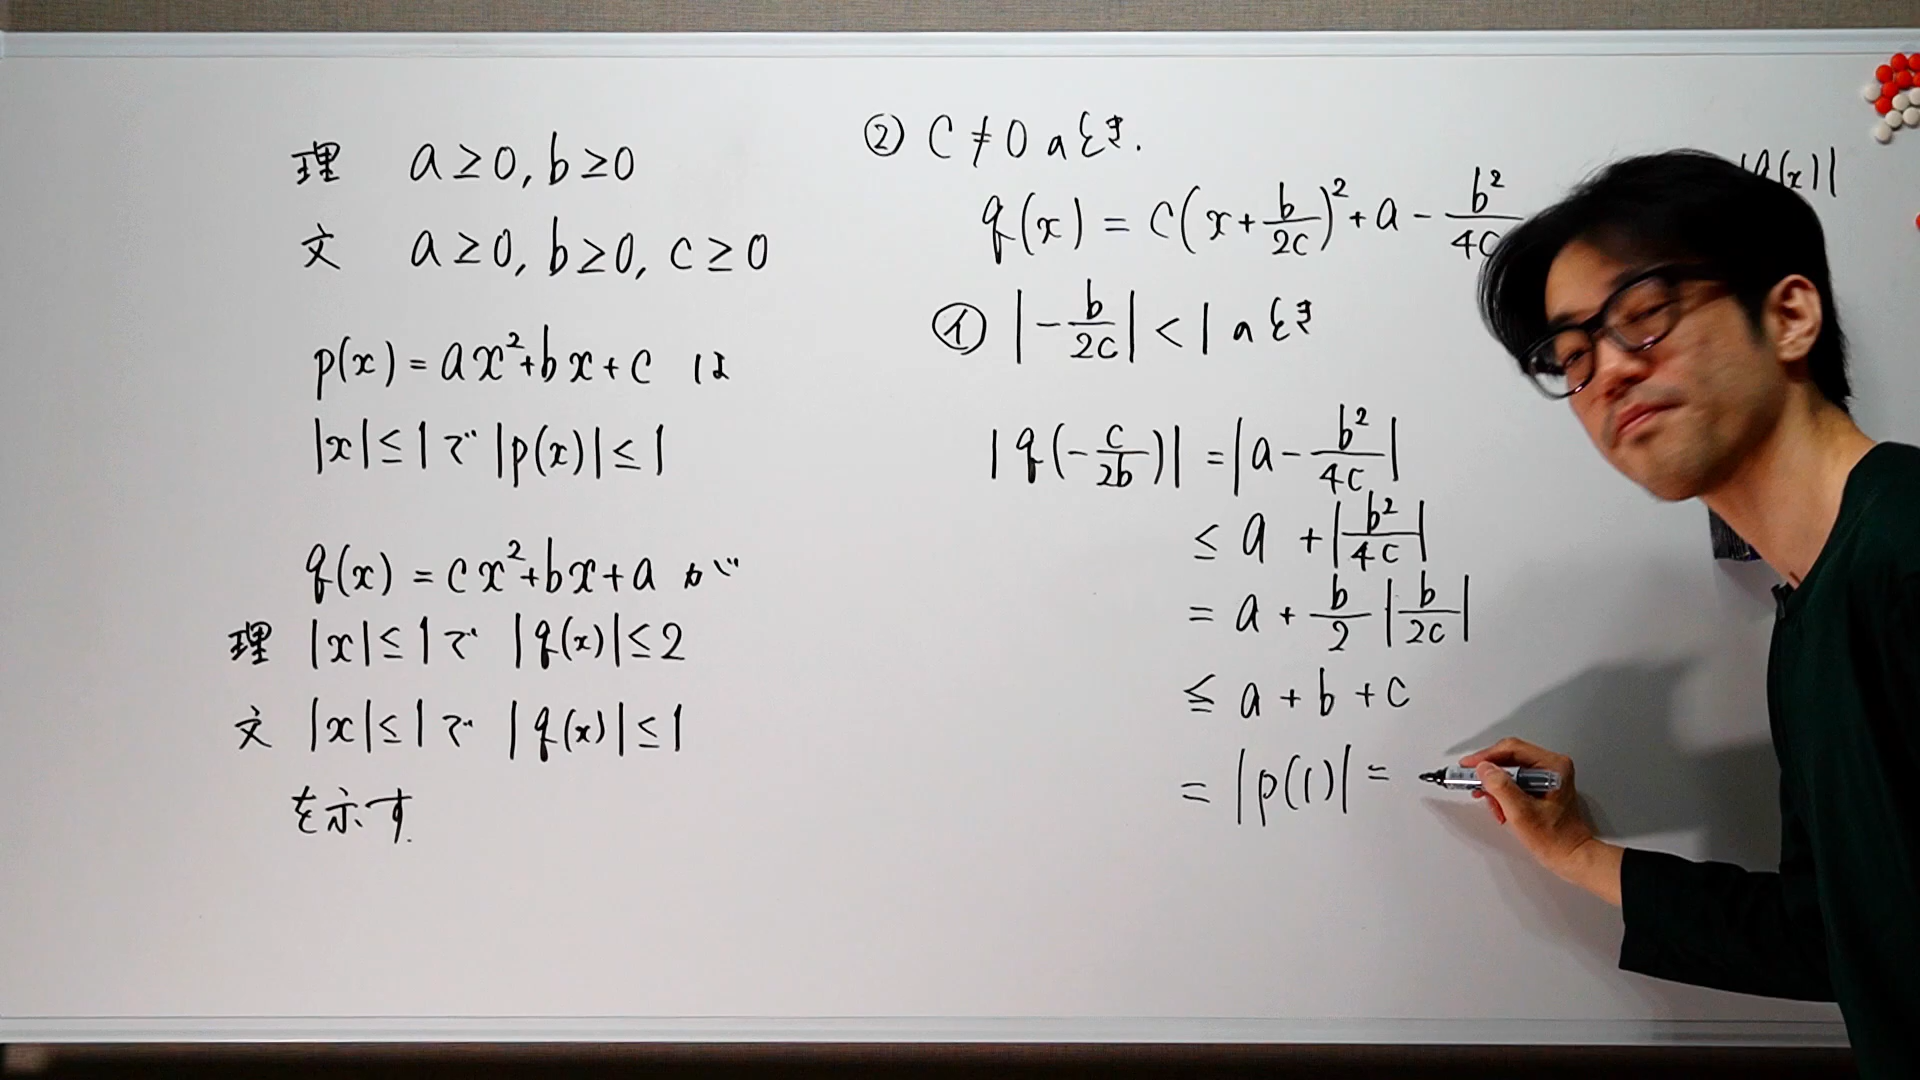 理 a≥0, b≥0
文 a≥0, b≥0, c≥0
p(x)=ax²+bx+c は
|x|≤1で |p(x)|≤1
q(x)=cx²+bx+a が
理 |x|≤1で |q(x)|≤2
文 |x|≤1で |q(x)|≤1
を示す.
② C≠0のとき.
q(x)=c(x+b/2c)²+a-b²/4c
① |-b/2c|<1のとき
|q(-c/2b)|=|a-b²/4c|
≤a+|b²/4c|
=a+b/2|b/2c|
≦a+b+c
=|p(1)|=